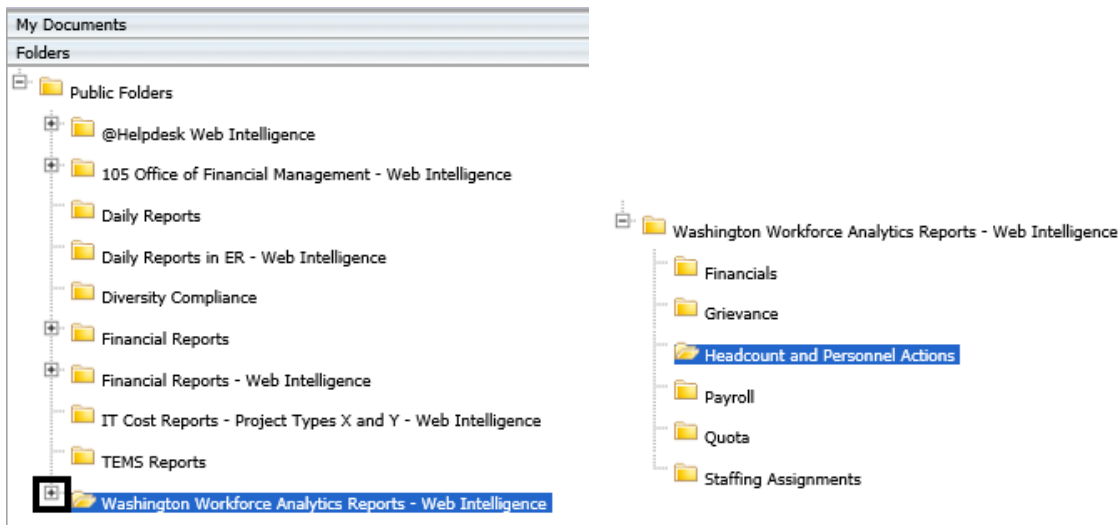 My Documents
Folders
Public Folders
@Helpdesk Web Intelligence
105 Office of Financial Management - Web Intelligence
Daily Reports
Daily Reports in ER - Web Intelligence
Diversity Compliance
Financial Reports
Financial Reports - Web Intelligence
IT Cost Reports - Project Types X and Y - Web Intelligence
TEMS Reports
Washington Workforce Analytics Reports - Web Intelligence
Washington Workforce Analytics Reports - Web Intelligence
Financials
Grievance
Headcount and Personnel Actions
Payroll
Quota
Staffing Assignments